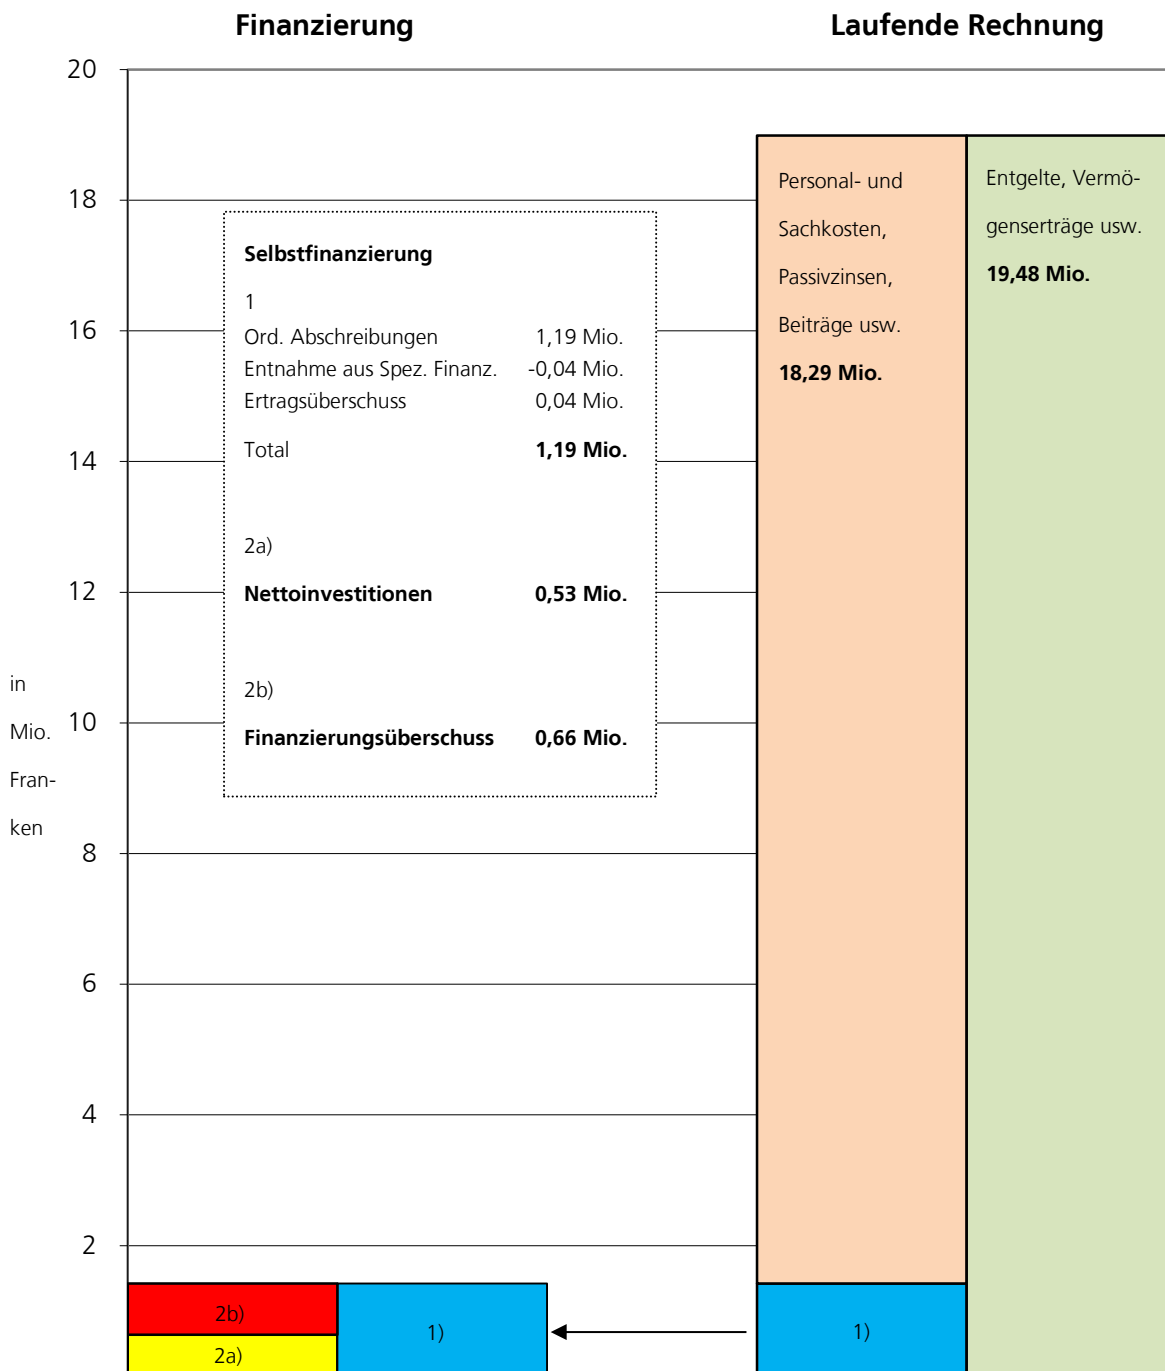 Finanzierung
Laufende Rechnung
20
18
16
14
12
10
8
6
4
2
in
Mio.
Fran-
ken
Selbstfinanzierung
1
Ord. Abschreibungen 1,19 Mio.
Entnahme aus Spez. Finanz. -0,04 Mio.
Ertragsüberschuss 0,04 Mio.
Total 1,19 Mio.
2a)
Nettoinvestitionen 0,53 Mio.
2b)
Finanzierungsüberschuss 0,66 Mio.
Personal- und
Sachkosten,
Passivzinsen,
Beiträge usw.
18,29 Mio.
Entgelte, Vermö-
genserträge usw.
19,48 Mio.
2b)
2a)
1)
1)